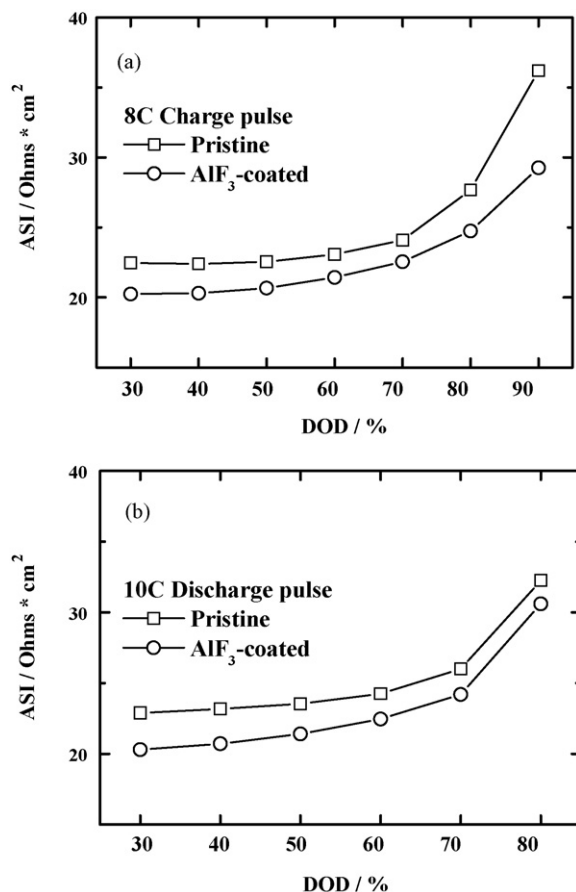 40
(a)
8C Charge pulse
Pristine
AlF₃-coated
30
20
ASI / Ohms * cm²
30 40 50 60 70 80 90
DOD / %
40
(b)
10C Discharge pulse
Pristine
AlF₃-coated
30
20
ASI / Ohms * cm²
30 40 50 60 70 80
DOD / %